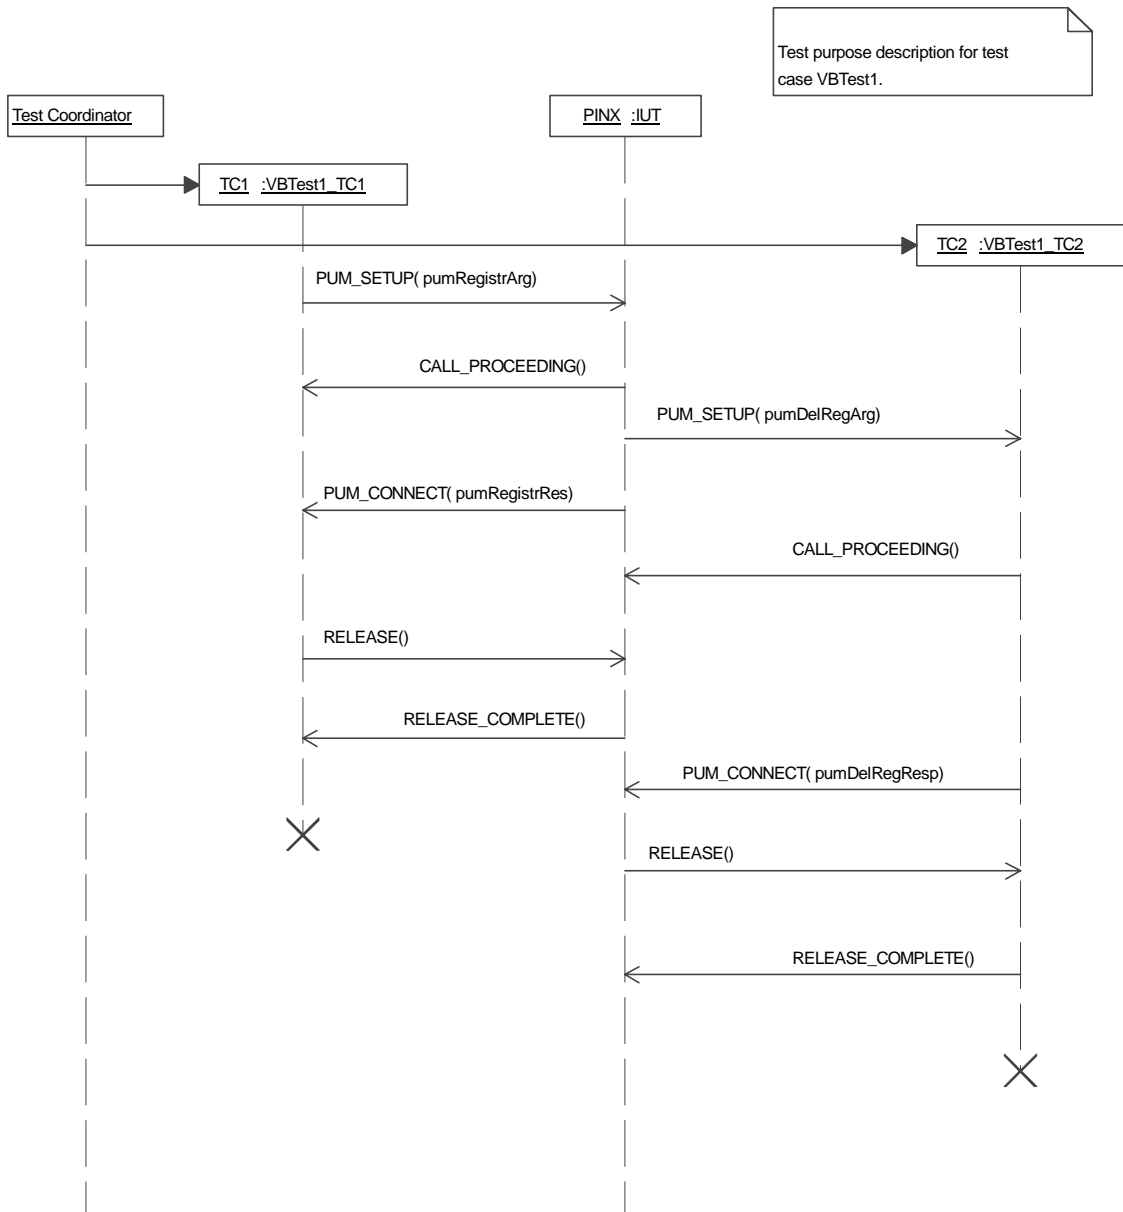 Test purpose description for test
case VBTest1.
Test Coordinator
PINX :IUT
TC1 :VBTest1_TC1
TC2 :VBTest1_TC2
PUM_SETUP( pumRegistrArg)
CALL_PROCEEDING()
PUM_SETUP( pumDelRegArg)
PUM_CONNECT( pumRegistrRes)
CALL_PROCEEDING()
RELEASE()
RELEASE_COMPLETE()
PUM_CONNECT( pumDelRegResp)
RELEASE()
RELEASE_COMPLETE()